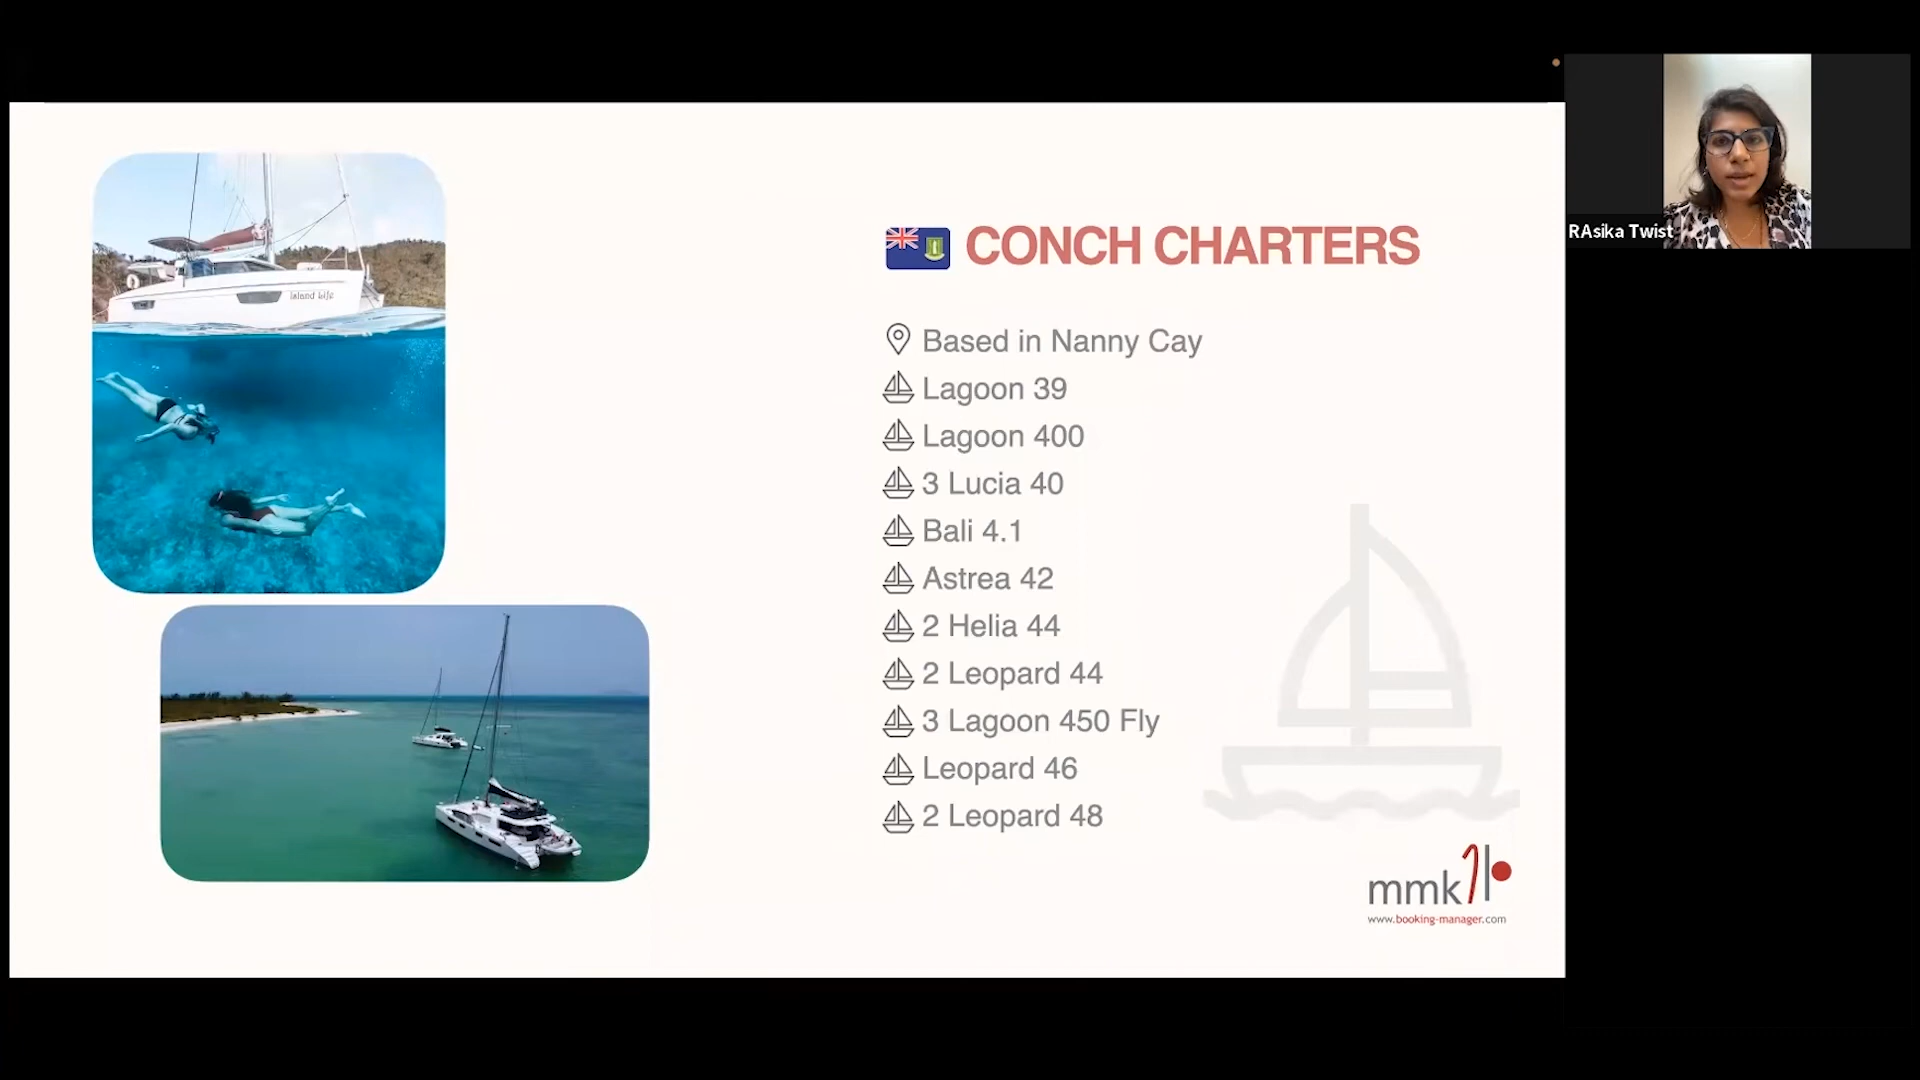 Island Life
CONCH CHARTERS
Based in Nanny Cay
Lagoon 39
Lagoon 400
3 Lucia 40
Bali 4.1
Astrea 42
2 Helia 44
2 Leopard 44
3 Lagoon 450 Fly
Leopard 46
2 Leopard 48
mmk
www.booking-manager.com
RAsika Twist